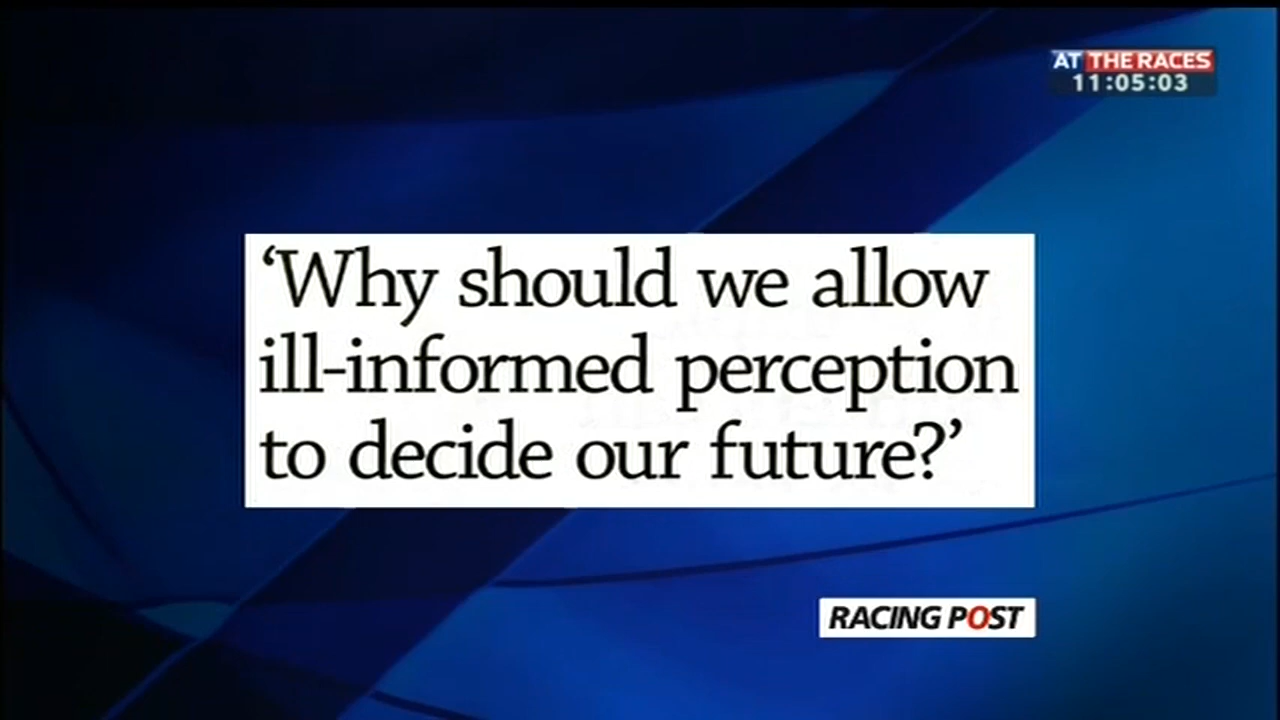 AT THE RACES
11:05:03
‘Why should we allow
ill-informed perception
to decide our future?’
RACING POST